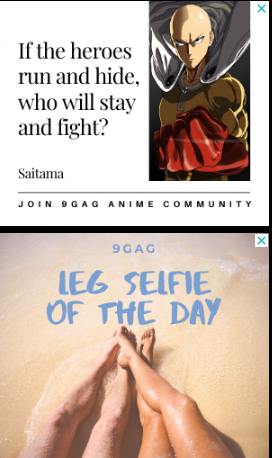 If the heroes
run and hide,
who will stay
and fight?
Saitama
JOIN 9GAG ANIME COMMUNITY
9GAG
LEG SELFIE
OF THE DAY